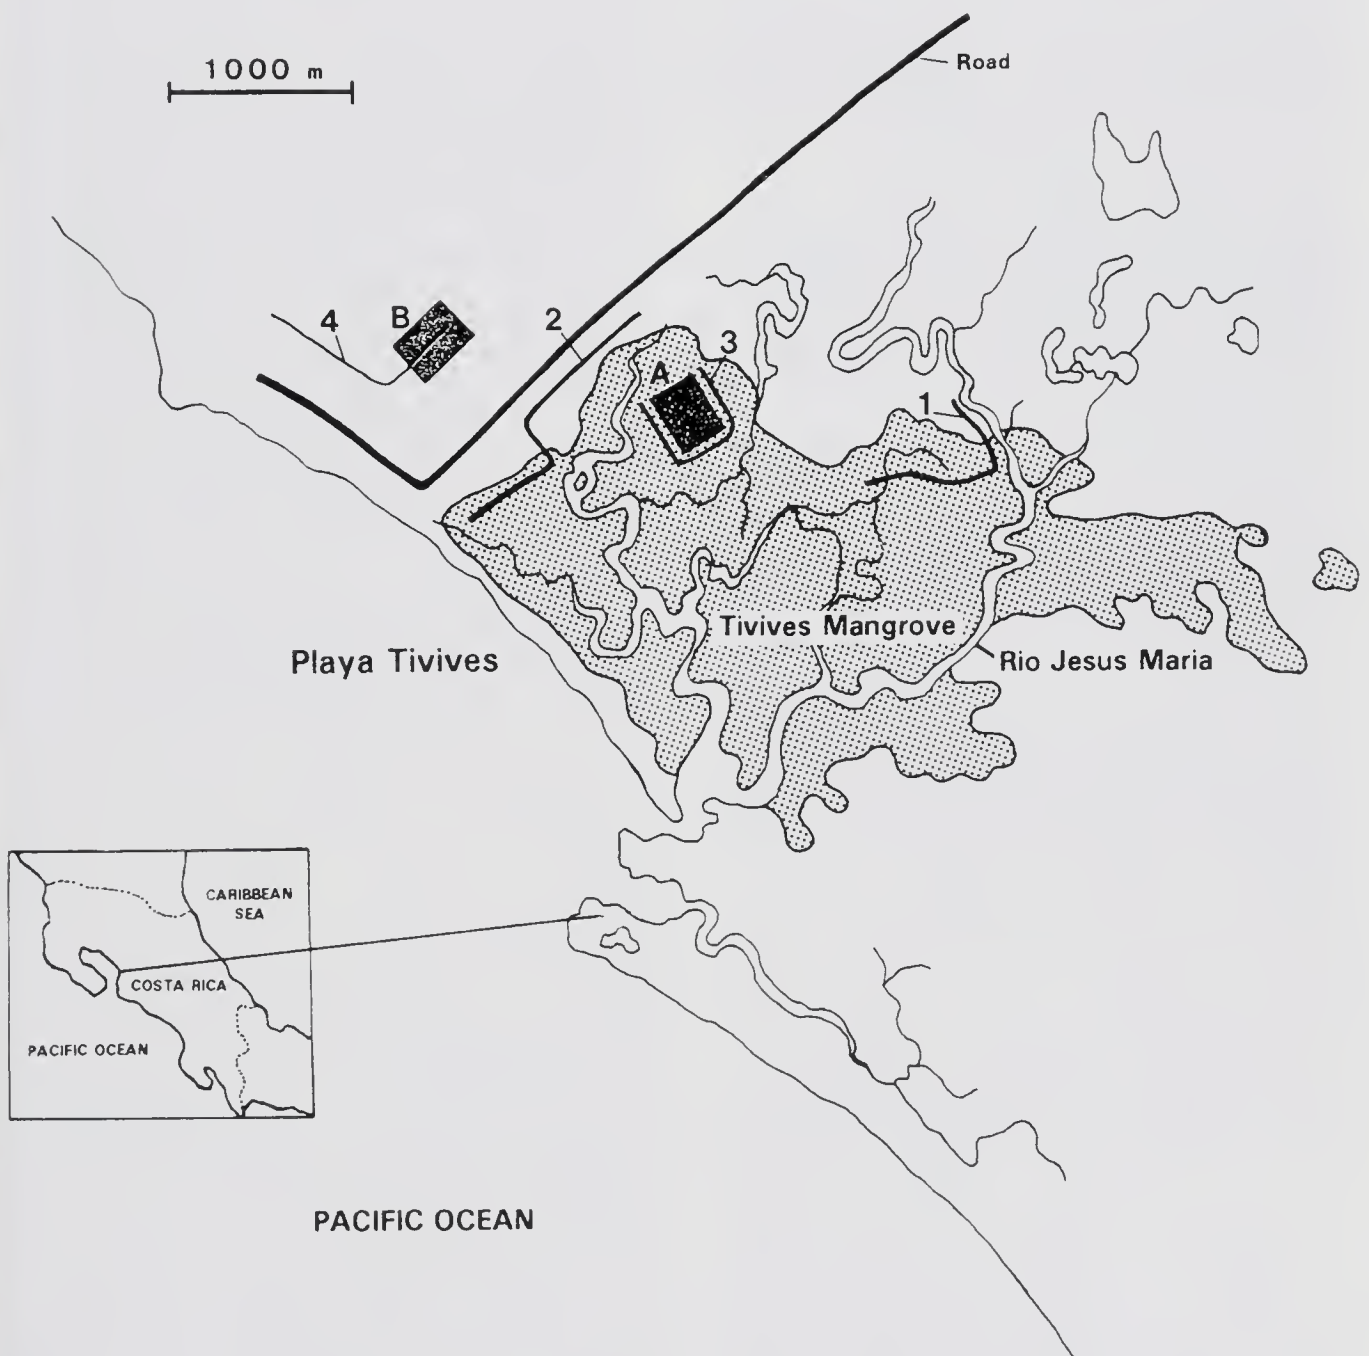 1000 m
Road
4
B
2
A
3
1
Tivives Mangrove
Playa Tivives
Rio Jesus Maria
CARIBBEAN
SEA
COSTA RICA
PACIFIC OCEAN
PACIFIC OCEAN